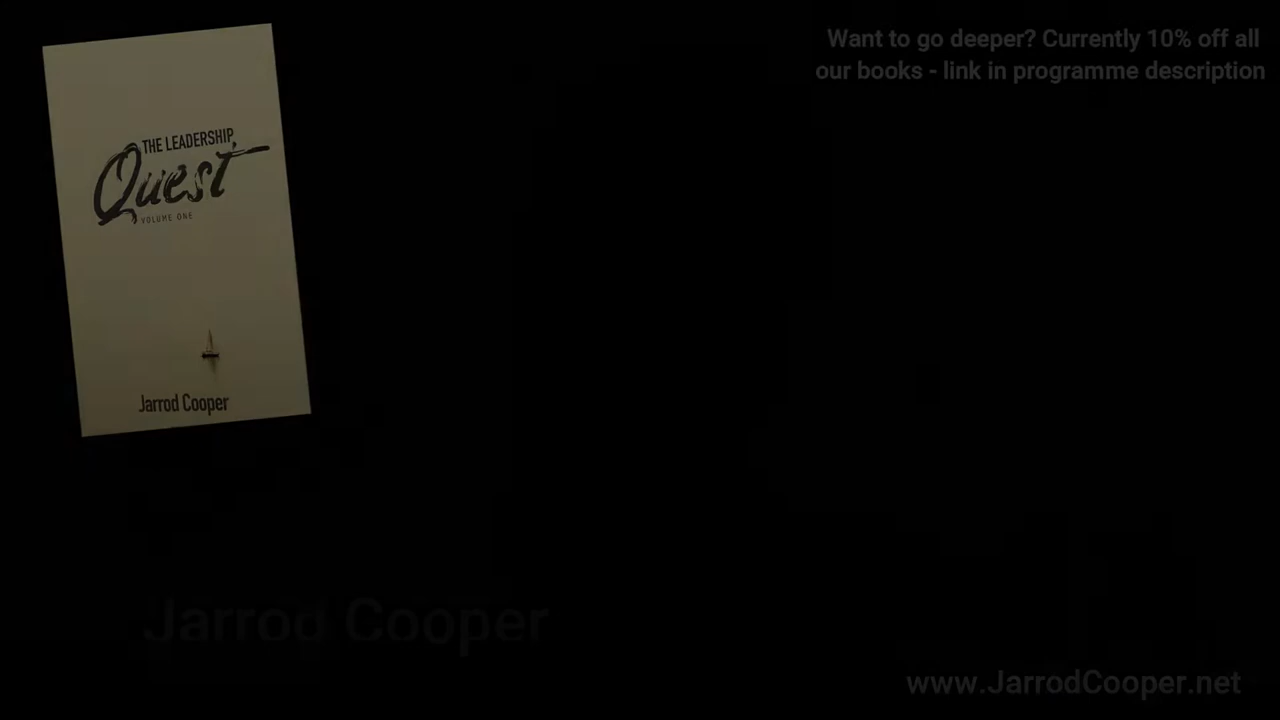 THE LEADERSHIP
Quest
VOLUME ONE
Jarrod Cooper
Want to go deeper? Currently 10% off all
our books - link in programme description
Jarrod Cooper
www.JarrodCooper.net